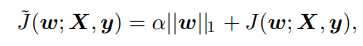 J̃(w; X, y) = α||w||₁ + J(w; X, y),